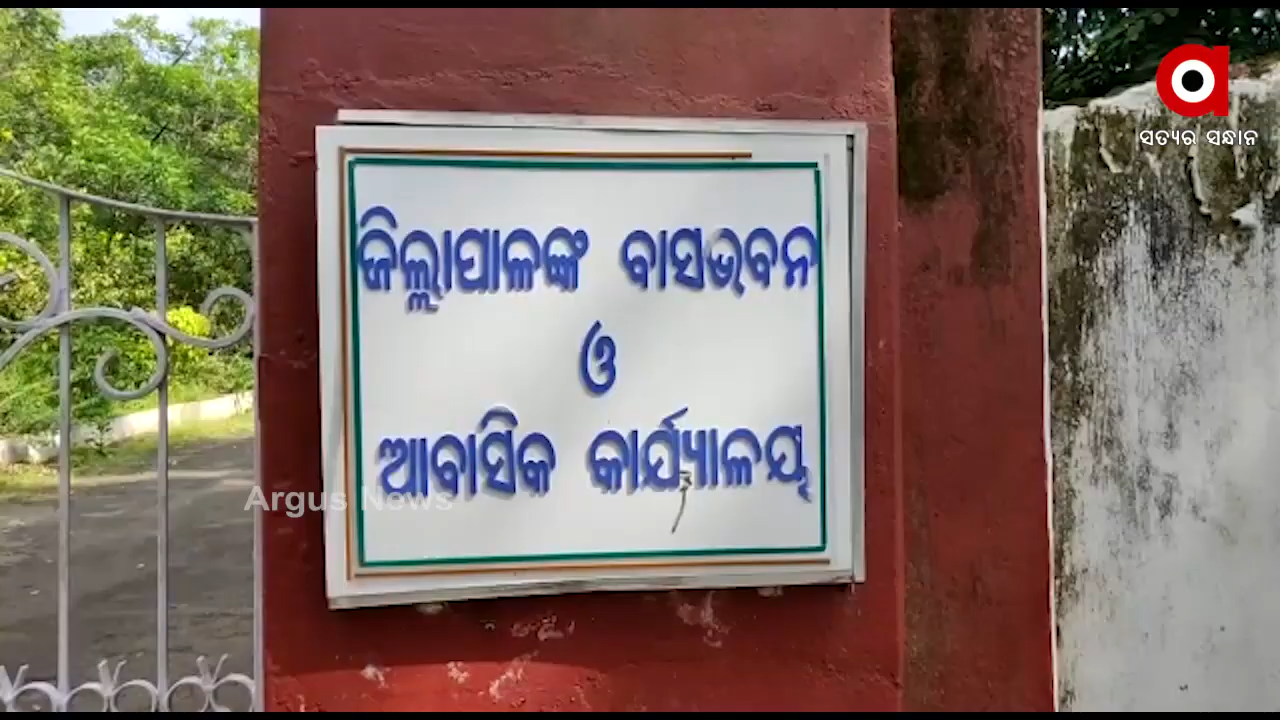 ସତ୍ୟର ସନ୍ଧାନ
ଜିଲ୍ଲାପାଳଙ୍କ ବାସଭବନ
ଓ
ଆବାସିକ କାର୍ଯ୍ୟାଳୟ
Argus News